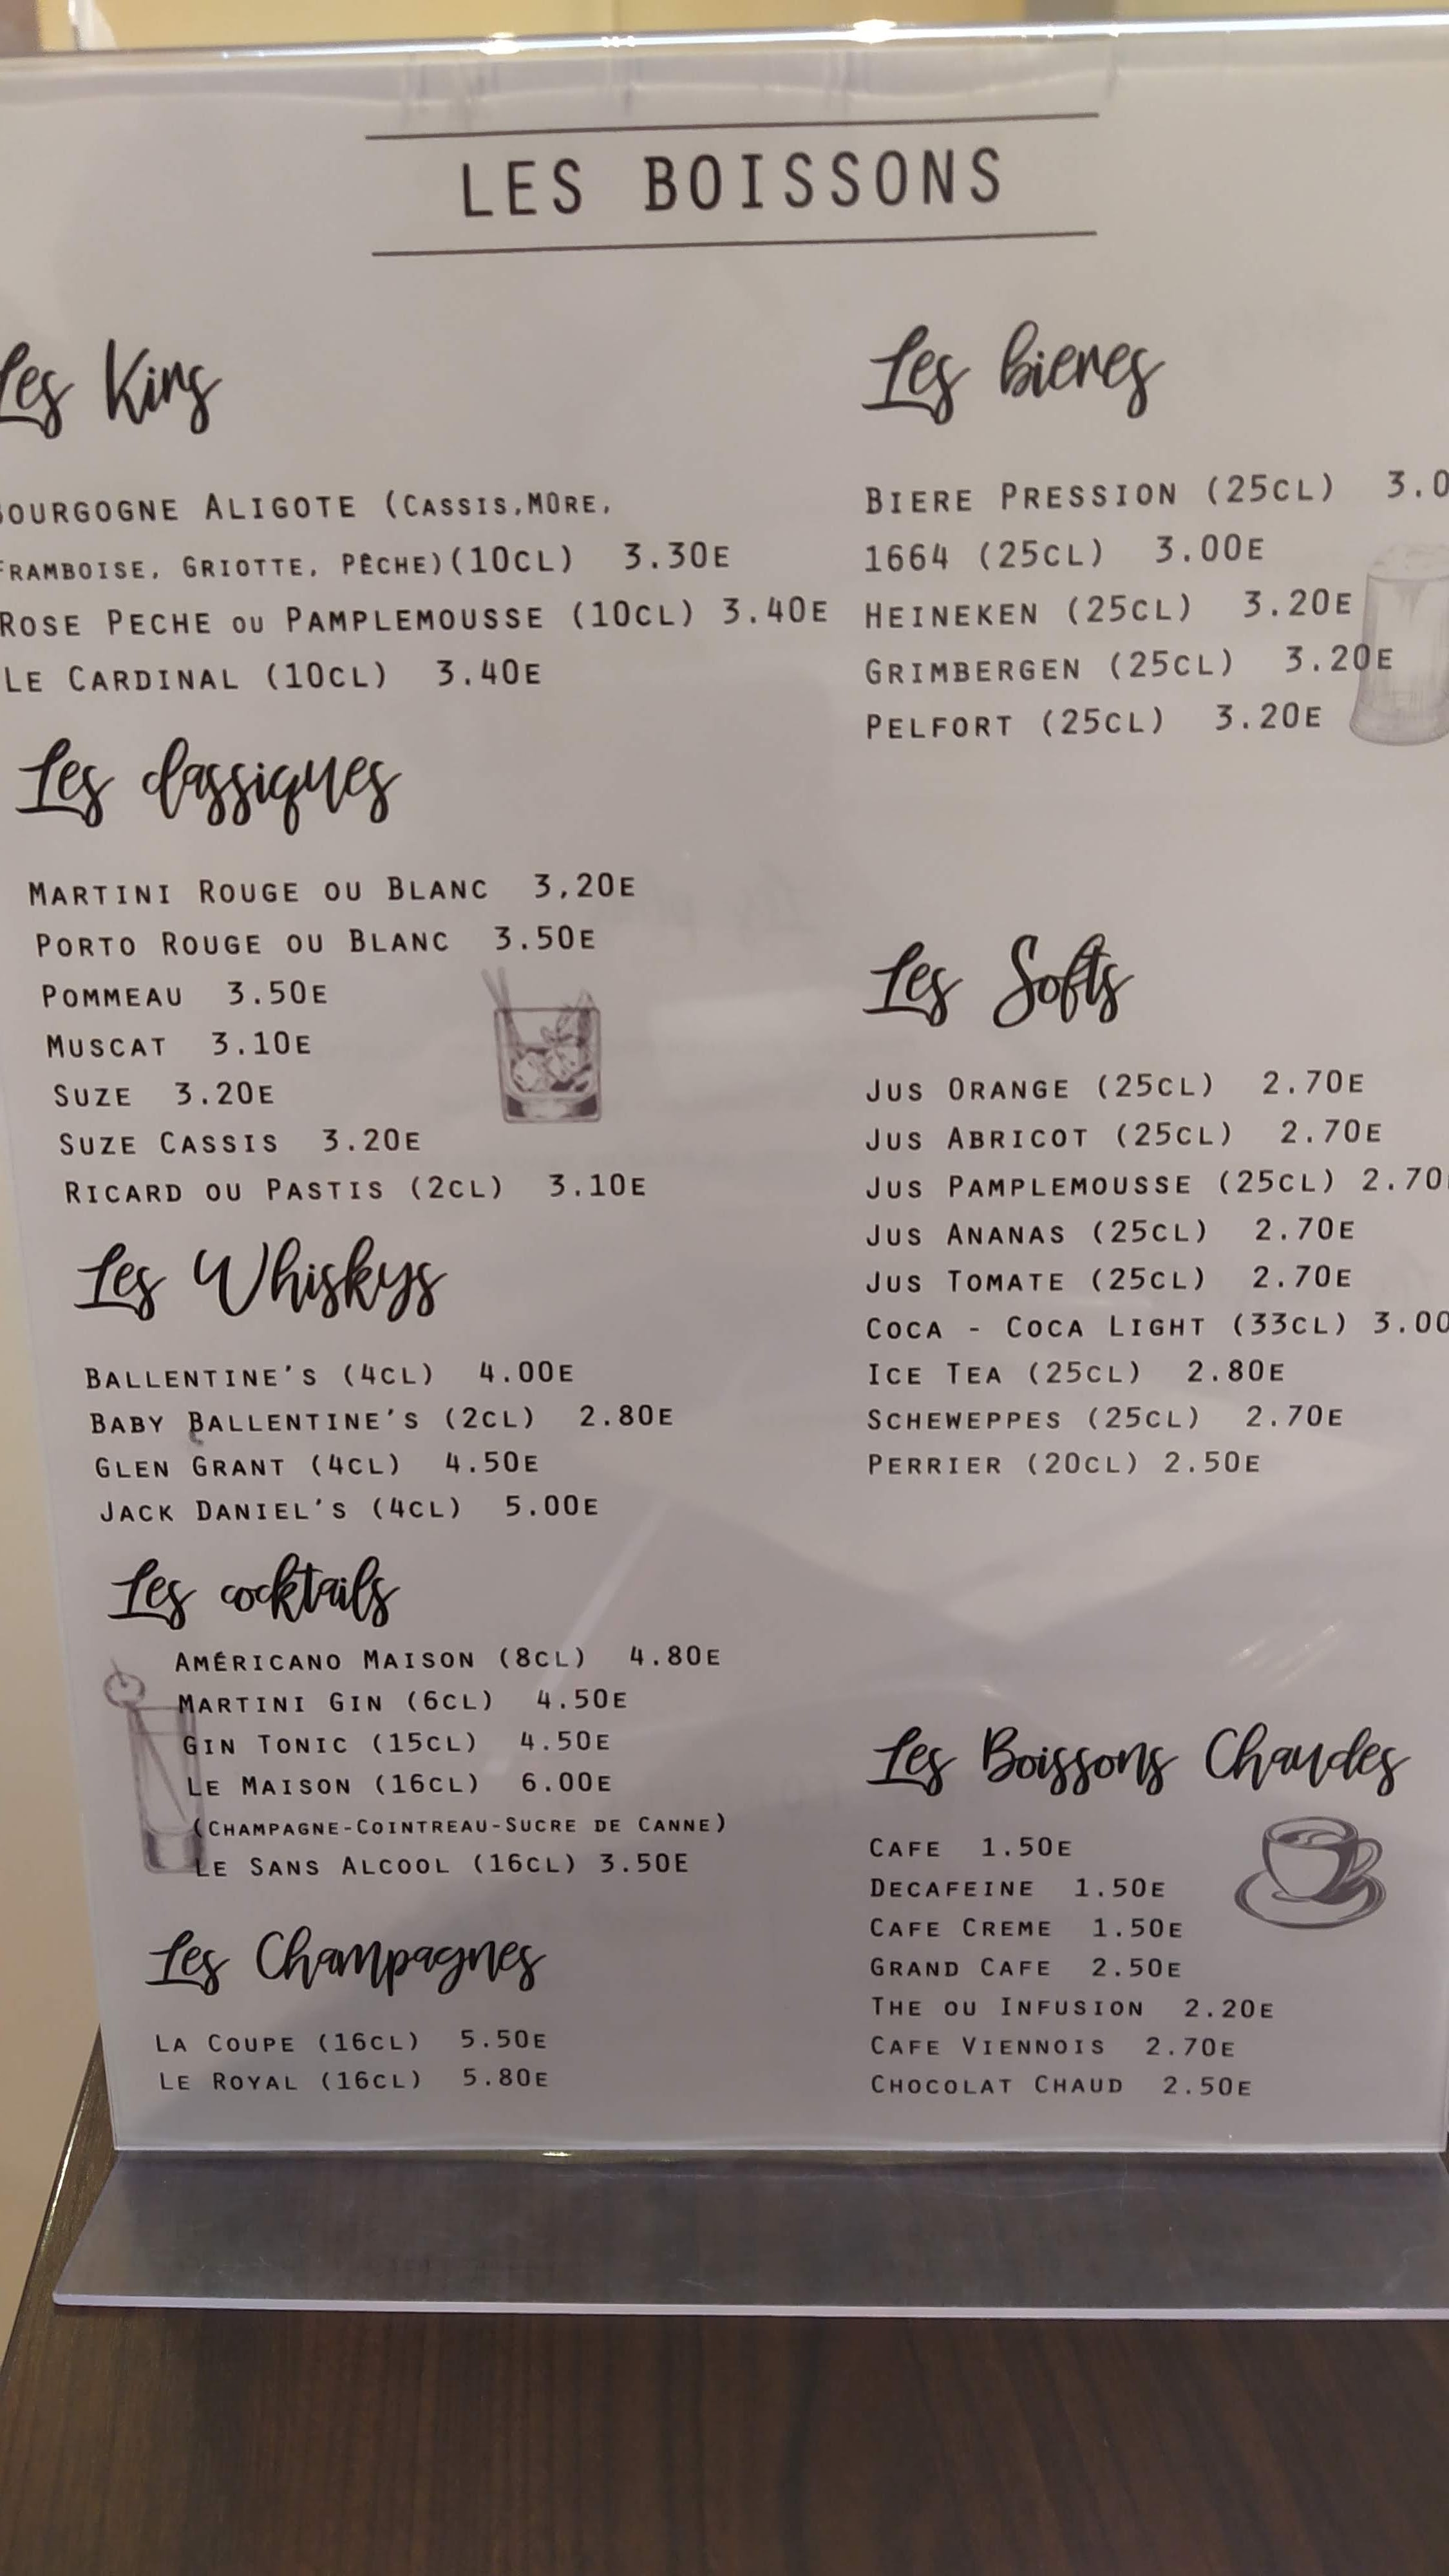 LES BOISSONS
Les Kirs
BOURGOGNE ALIGOTE (CASSIS,MÛRE,
FRAMBOISE, GRIOTTE, PÊCHE)(10CL) 3.30E
ROSE PECHE OU PAMPLEMOUSSE (10CL) 3.40E
LE CARDINAL (10CL) 3.40E
Les classiques
MARTINI ROUGE OU BLANC 3,20E
PORTO ROUGE OU BLANC 3.50E
POMMEAU 3.50E
MUSCAT 3.10E
SUZE 3.20E
SUZE CASSIS 3.20E
RICARD OU PASTIS (2CL) 3.10E
Les Whiskys
BALLENTINE'S (4CL) 4.00E
BABY BALLENTINE'S (2CL) 2.80E
GLEN GRANT (4CL) 4.50E
JACK DANIEL'S (4CL) 5.00E
Les cocktails
AMÉRICANO MAISON (8CL) 4.80E
MARTINI GIN (6CL) 4.50E
GIN TONIC (15CL) 4.50E
LE MAISON (16CL) 6.00E
(CHAMPAGNE-COINTREAU-SUCRE DE CANNE)
LE SANS ALCOOL (16CL) 3.50E
Les Champagnes
LA COUPE (16CL) 5.50E
LE ROYAL (16CL) 5.80E
Les bieres
BIERE PRESSION (25CL) 3.0
1664 (25CL) 3.00E
HEINEKEN (25CL) 3.20E
GRIMBERGEN (25CL) 3.20E
PELFORT (25CL) 3.20E
Les Softs
JUS ORANGE (25CL) 2.70E
JUS ABRICOT (25CL) 2.70E
JUS PAMPLEMOUSSE (25CL) 2.70
JUS ANANAS (25CL) 2.70E
JUS TOMATE (25CL) 2.70E
COCA - COCA LIGHT (33CL) 3.00
ICE TEA (25CL) 2.80E
SCHEWEPPES (25CL) 2.70E
PERRIER (20CL) 2.50E
Les Boissons Chaudes
CAFE 1.50E
DECAFEINE 1.50E
CAFE CREME 1.50E
GRAND CAFE 2.50E
THE OU INFUSION 2.20E
CAFE VIENNOIS 2.70E
CHOCOLAT CHAUD 2.50E